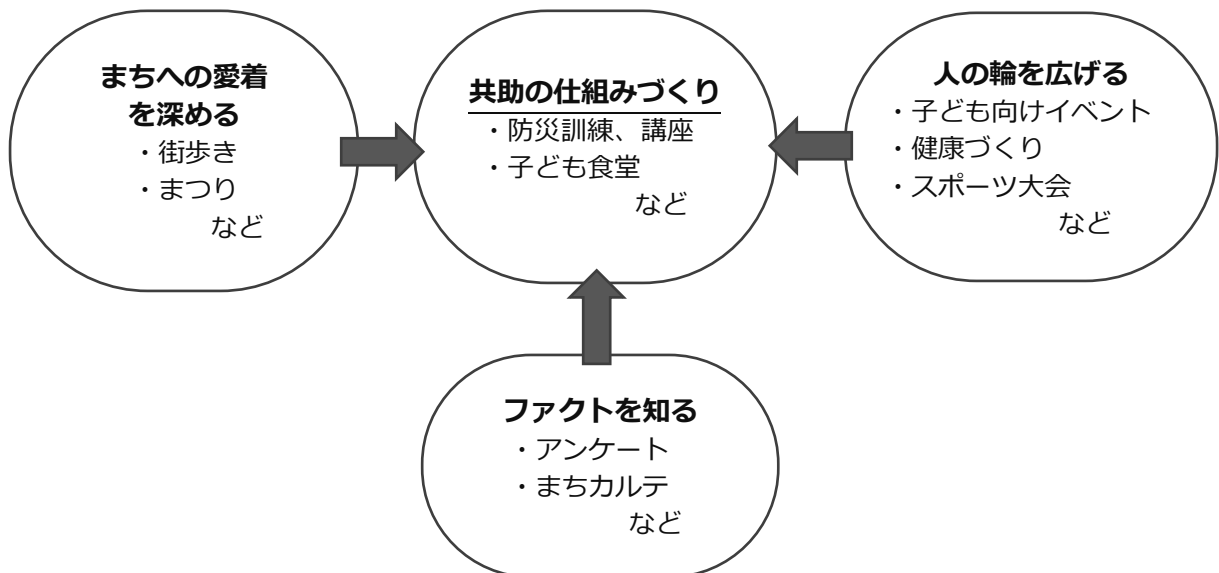 まちへの愛着
を深める
・街歩き
・まつり
など
共助の仕組みづくり
・防災訓練、講座
・子ども食堂
など
人の輪を広げる
・子ども向けイベント
・健康づくり
・スポーツ大会
など
ファクトを知る
・アンケート
・まちカルテ
など